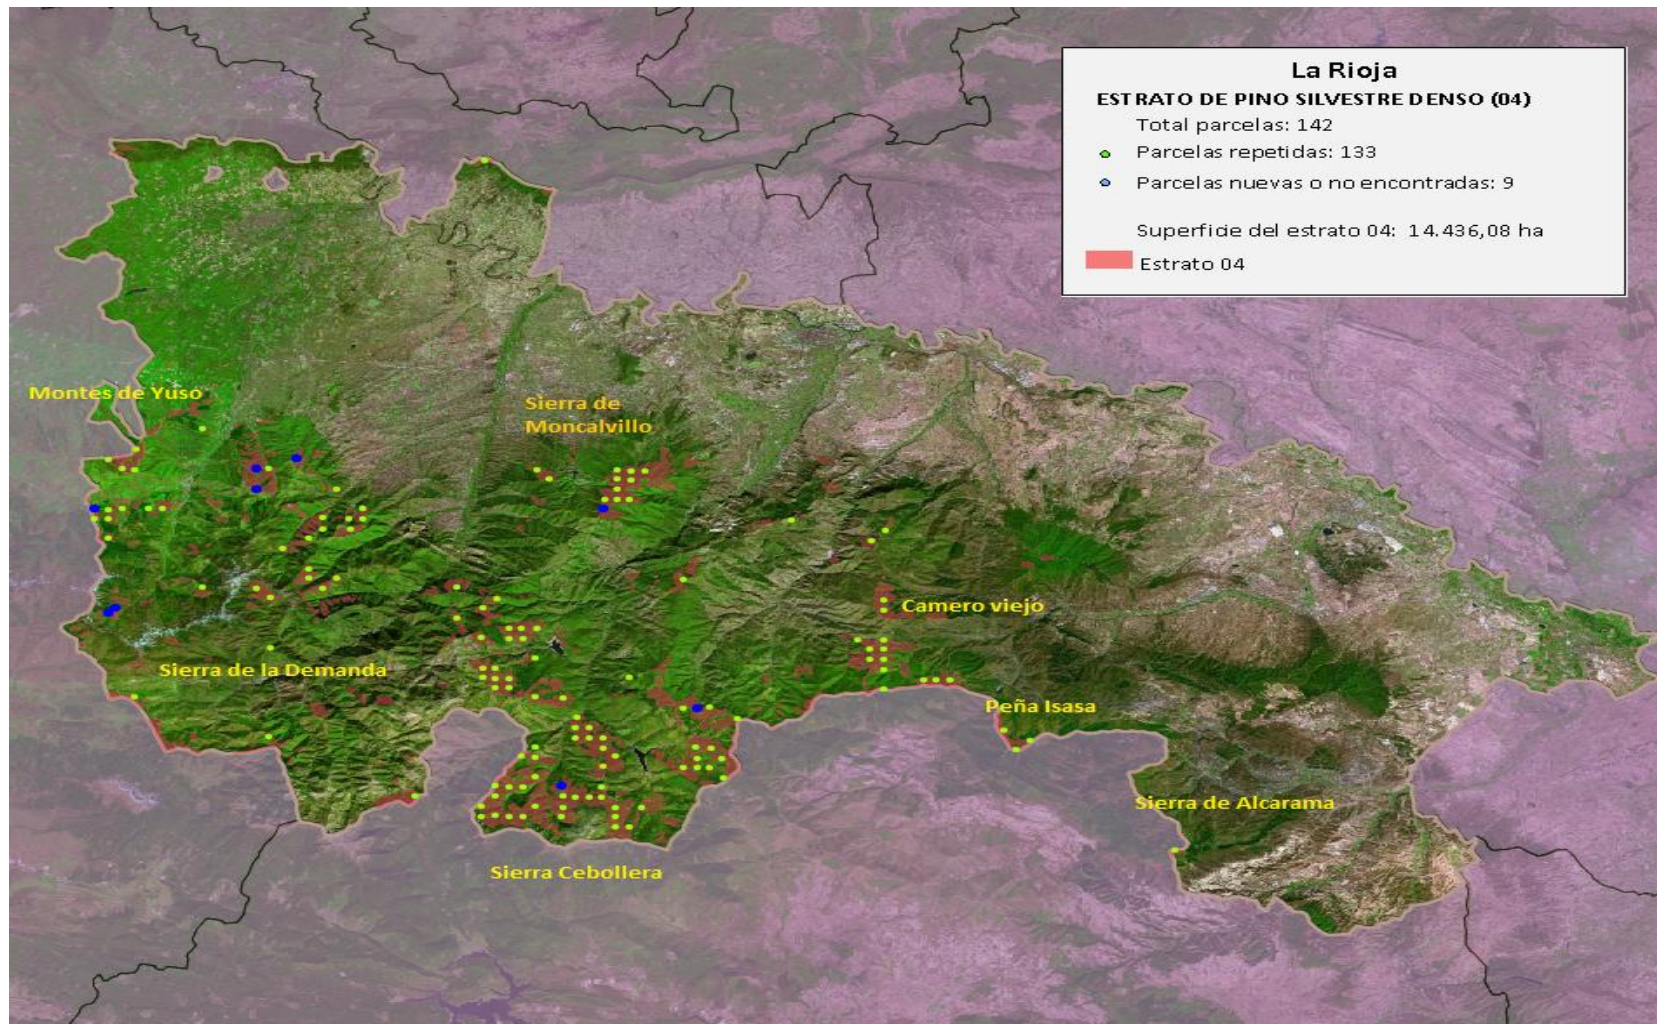 La Rioja
ESTRATO DE PINO SILVESTRE DENSO (04)
Total parcelas: 142
Parcelas repetidas: 133
Parcelas nuevas o no encontradas: 9
Superficie del estrato 04: 14.436,08 ha
Estrato 04
Montes de Yuso
Sierra de
Moncalvillo
Camero viejo
Sierra de la Demanda
Peña Isasa
Sierra de Alcarama
Sierra Cebollera